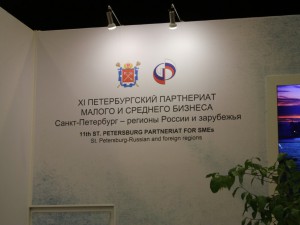 XI ПЕТЕРБУРГСКИЙ ПАРТНЕРИАТ
МАЛОГО И СРЕДНЕГО БИЗНЕСА
Санкт-Петербург – регионы России и зарубежья
11th ST. PETERSBURG PARTNERIAT FOR SMEs
St. Petersburg-Russian and foreign regions